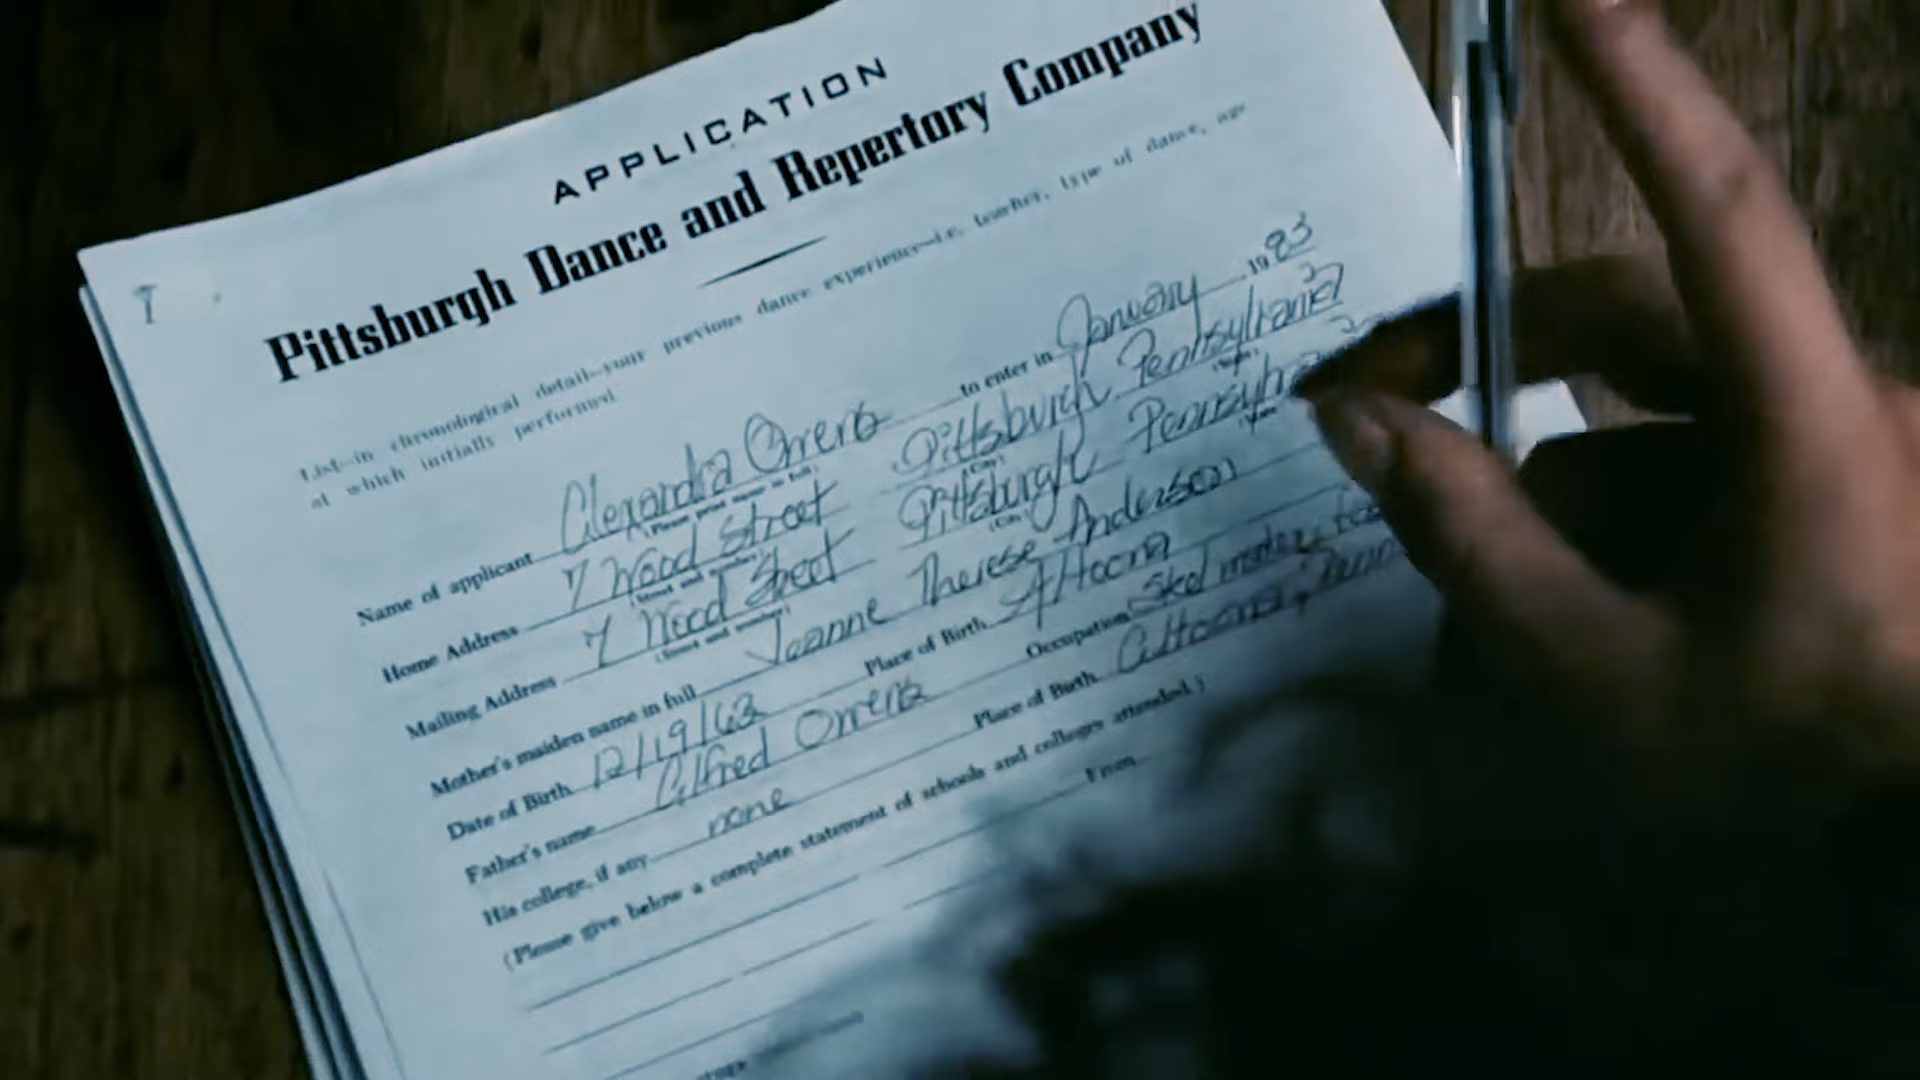 APPLICATION
Pittsburgh Dance and Repertory Company
List—in chronological detail—your previous dance experience—i.e. teacher, type of dance, age
at which initially performed
Name of applicant Alexandra Owens to enter in January 1983
(Please print name in full)
Home Address 7 Wood Street Pittsburgh Pennsylvania
(Street and number) (City) (State)
Mailing Address 7 Wood Street Pittsburgh
(Street and number) (City) (State)
Mother's maiden name in full Jeanne Therese Anderson
Date of Birth 12/19/62 Place of Birth Altoona
Father's name Alfred Owens Occupation
His college, if any none Place of Birth Altoona,
(Please give below a complete statement of schools and colleges attended.)
From